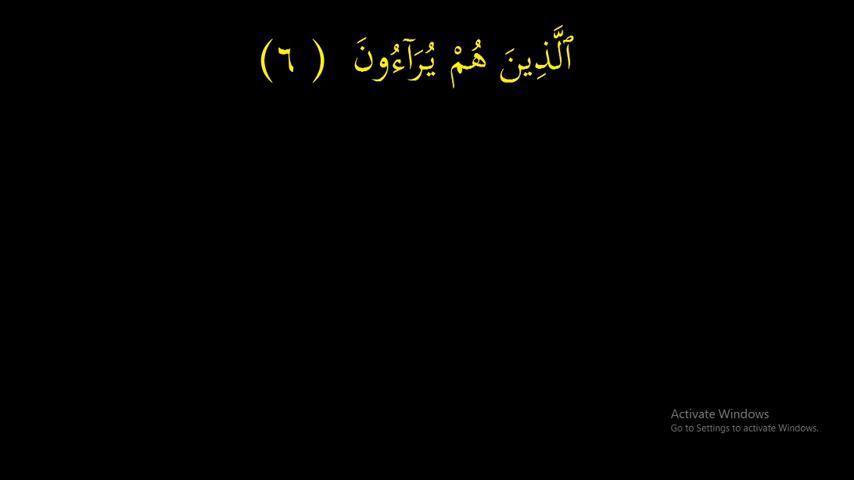 ٱلَّذِينَ هُمْ يُرَآءُونَ ( ٦ )
Activate Windows
Go to Settings to activate Windows.